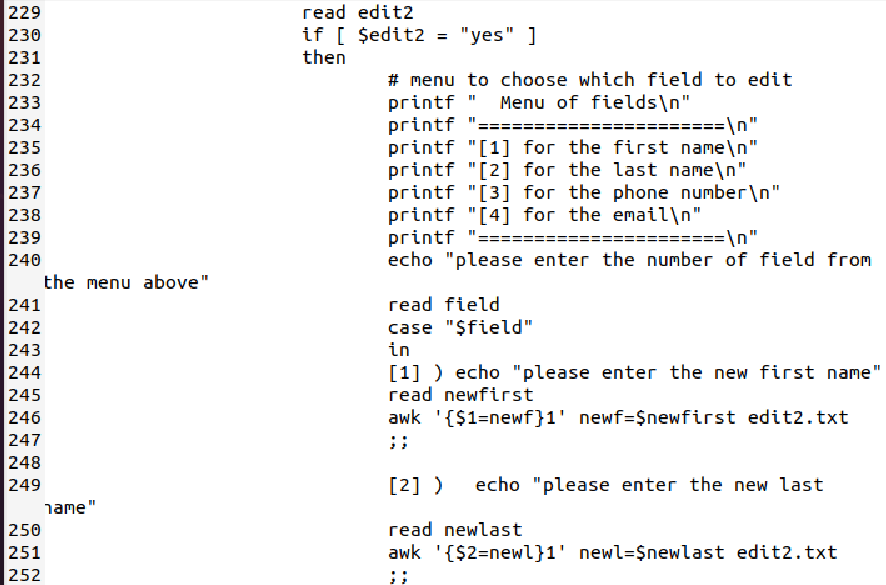 229 read edit2
230 if [ $edit2 = "yes" ]
231 then
232 # menu to choose which field to edit
233 printf "  Menu of fields\n"
234 printf "======================\n"
235 printf "[1] for the first name\n"
236 printf "[2] for the last name\n"
237 printf "[3] for the phone number\n"
238 printf "[4] for the email\n"
239 printf "======================\n"
240 echo "please enter the number of field from
the menu above"
241 read field
242 case "$field"
243 in
244 [1] ) echo "please enter the new first name"
245 read newfirst
246 awk '{$1=newf}1' newf=$newfirst edit2.txt
247 ;;
248
249 [2] )   echo "please enter the new last
name"
250 read newlast
251 awk '{$2=newl}1' newl=$newlast edit2.txt
252 ;;